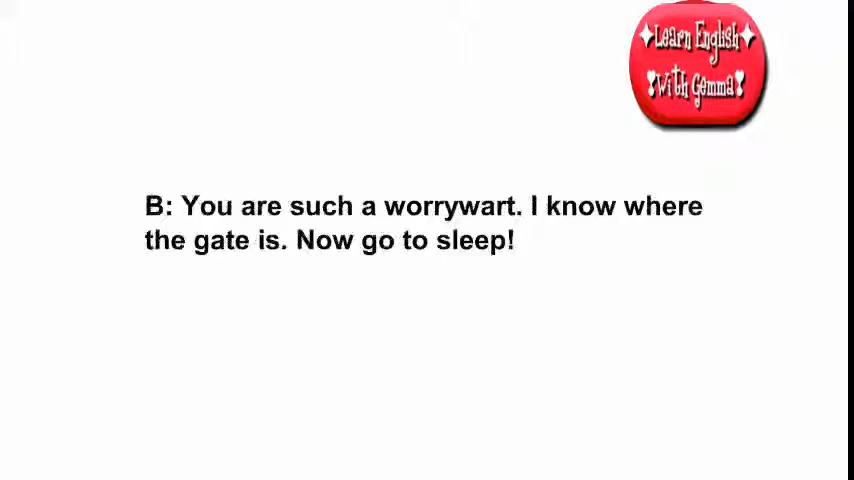 Learn English
With Gemma
B: You are such a worrywart. I know where
the gate is. Now go to sleep!